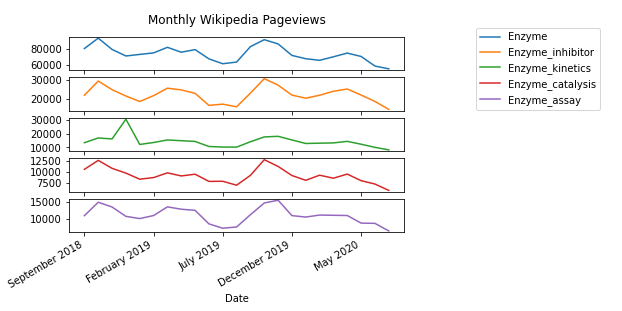 Monthly Wikipedia Pageviews
Enzyme
Enzyme_inhibitor
Enzyme_kinetics
Enzyme_catalysis
Enzyme_assay
80000
60000
30000
20000
30000
20000
10000
12500
10000
7500
15000
10000
September 2018
February 2019
July 2019
December 2019
May 2020
Date